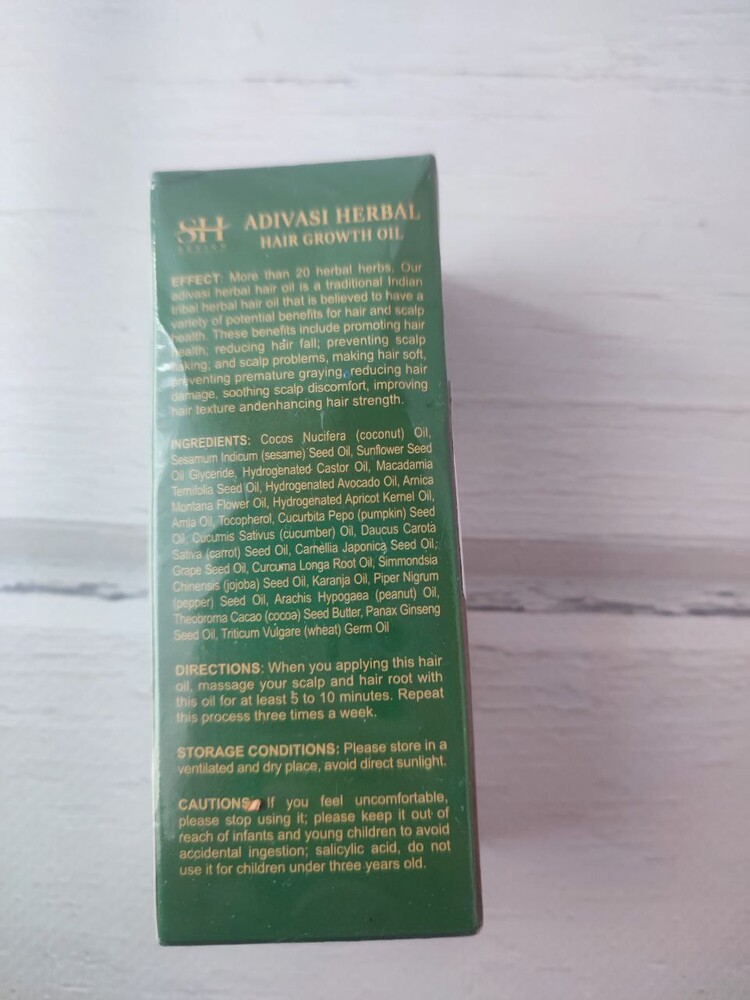 SH
ADIVASI HERBAL
HAIR GROWTH OIL
EFFECT: More than 20 herbal herbs, Our
adivasi herbal hair oil is a traditional Indian
tribal herbal hair oil that is believed to have a
variety of potential benefits for hair and scalp
health. These benefits include promoting hair
health; reducing hair fall; preventing scalp
flaking; and scalp problems, making hair soft,
preventing premature graying, reducing hair
damage, soothing scalp discomfort, improving
hair texture andenhancing hair strength.
INGREDIENTS: Cocos Nucifera (coconut) Oil,
Sesamum Indicum (sesame) Seed Oil, Sunflower Seed
Oil Glyceride, Hydrogenated Castor Oil, Macadamia
Ternifolia Seed Oil, Hydrogenated Avocado Oil, Arnica
Montana Flower Oil, Hydrogenated Apricot Kernel Oil,
Amla Oil, Tocopherol, Cucurbita Pepo (pumpkin) Seed
Oil, Cucumis Sativus (cucumber) Oil, Daucus Carota
Sativa (carrot) Seed Oil, Camellia Japonica Seed Oil,
Grape Seed Oil, Curcuma Longa Root Oil, Simmondsia
Chinensis (jojoba) Seed Oil, Karanja Oil, Piper Nigrum
(pepper) Seed Oil, Arachis Hypogaea (peanut) Oil,
Theobroma Cacao (cocoa) Seed Butter, Panax Ginseng
Seed Oil, Triticum Vulgare (wheat) Germ Oil
DIRECTIONS: When you applying this hair
oil, massage your scalp and hair root with
this oil for at least 5 to 10 minutes. Repeat
this process three times a week.
STORAGE CONDITIONS: Please store in a
ventilated and dry place, avoid direct sunlight.
CAUTIONS: If you feel uncomfortable,
please stop using it; please keep it out of
reach of infants and young children to avoid
accidental ingestion; salicylic acid, do not
use it for children under three years old.